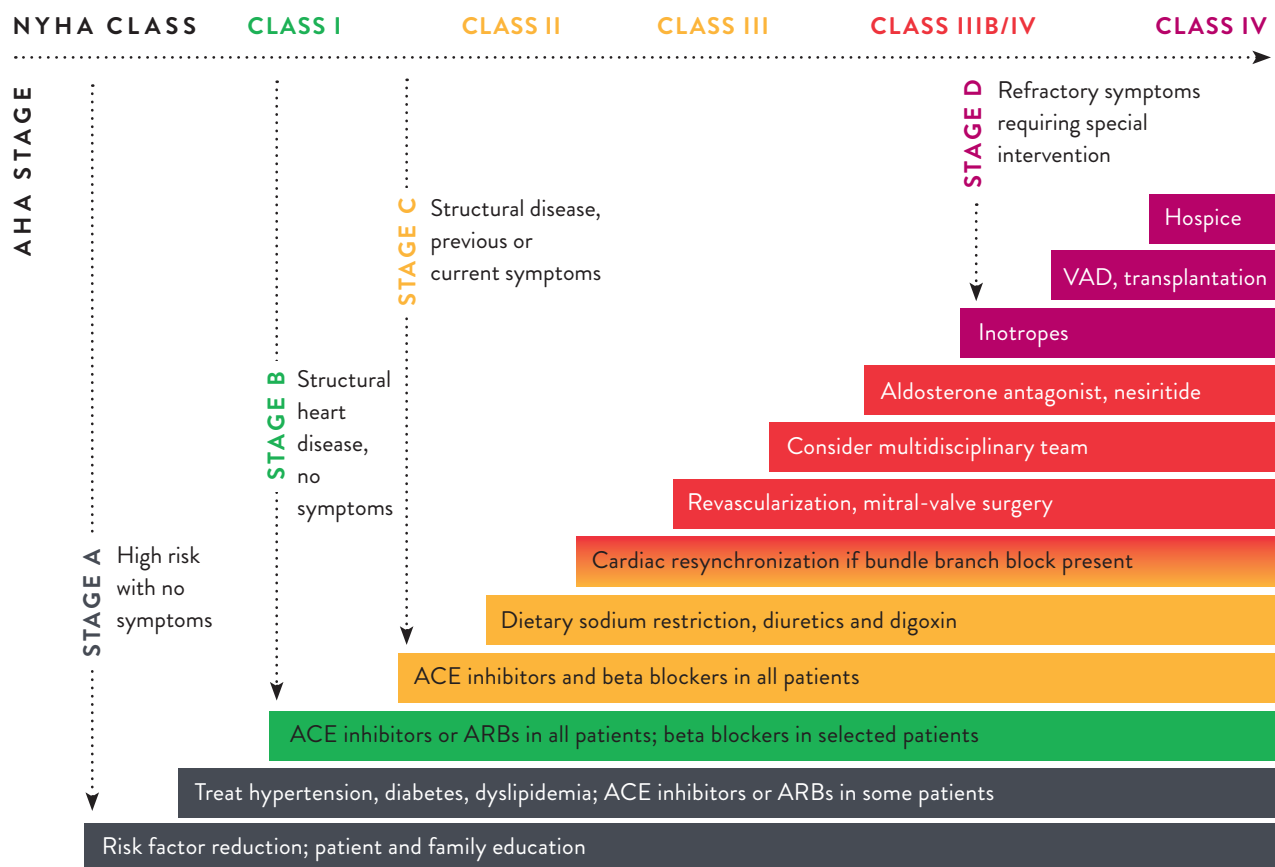 NYHA CLASS
CLASS I
CLASS II
CLASS III
CLASS IIIB/IV
CLASS IV
AHA STAGE
STAGE D
Refractory symptoms
requiring special
intervention
STAGE C
Structural disease,
previous or
current symptoms
STAGE B
Structural
heart
disease,
no
symptoms
STAGE A
High risk
with no
symptoms
Hospice
VAD, transplantation
Inotropes
Aldosterone antagonist, nesiritide
Consider multidisciplinary team
Revascularization, mitral-valve surgery
Cardiac resynchronization if bundle branch block present
Dietary sodium restriction, diuretics and digoxin
ACE inhibitors and beta blockers in all patients
ACE inhibitors or ARBs in all patients; beta blockers in selected patients
Treat hypertension, diabetes, dyslipidemia; ACE inhibitors or ARBs in some patients
Risk factor reduction; patient and family education